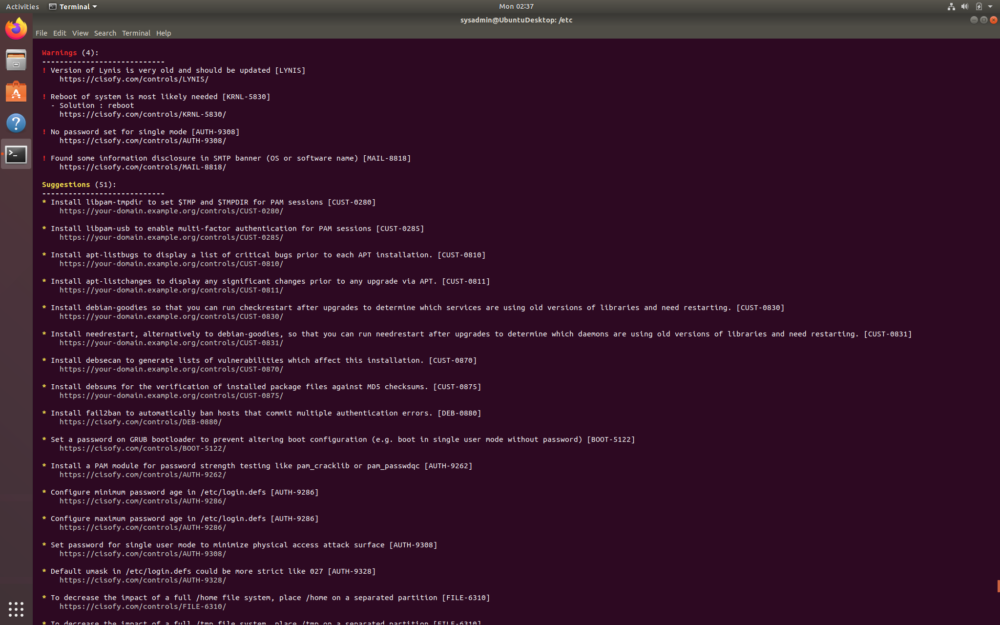 Activities
Terminal
Mon 02:37
sysadmin@UbuntuDesktop: /etc
File Edit View Search Terminal Help
Warnings (4):
----------------------------
! Version of Lynis is very old and should be updated [LYNIS]
https://cisofy.com/controls/LYNIS/
! Reboot of system is most likely needed [KRNL-5830]
- Solution : reboot
https://cisofy.com/controls/KRNL-5830/
! No password set for single mode [AUTH-9308]
https://cisofy.com/controls/AUTH-9308/
! Found some information disclosure in SMTP banner (OS or software name) [MAIL-8818]
https://cisofy.com/controls/MAIL-8818/
Suggestions (51):
----------------------------
* Install libpam-tmpdir to set $TMP and $TMPDIR for PAM sessions [CUST-0280]
https://your-domain.example.org/controls/CUST-0280/
* Install libpam-usb to enable multi-factor authentication for PAM sessions [CUST-0285]
https://your-domain.example.org/controls/CUST-0285/
* Install apt-listbugs to display a list of critical bugs prior to each APT installation. [CUST-0810]
https://your-domain.example.org/controls/CUST-0810/
* Install apt-listchanges to display any significant changes prior to any upgrade via APT. [CUST-0811]
https://your-domain.example.org/controls/CUST-0811/
* Install debian-goodies so that you can run checkrestart after upgrades to determine which services are using old versions of libraries and need restarting. [CUST-0830]
https://your-domain.example.org/controls/CUST-0830/
* Install needrestart, alternatively to debian-goodies, so that you can run needrestart after upgrades to determine which daemons are using old versions of libraries and need restarting. [CUST-0831]
https://your-domain.example.org/controls/CUST-0831/
* Install debsecan to generate lists of vulnerabilities which affect this installation. [CUST-0870]
https://your-domain.example.org/controls/CUST-0870/
* Install debsums for the verification of installed package files against MD5 checksums. [CUST-0875]
https://your-domain.example.org/controls/CUST-0875/
* Install fail2ban to automatically ban hosts that commit multiple authentication errors. [DEB-0880]
https://cisofy.com/controls/DEB-0880/
* Set a password on GRUB bootloader to prevent altering boot configuration (e.g. boot in single user mode without password) [BOOT-5122]
https://cisofy.com/controls/BOOT-5122/
* Install a PAM module for password strength testing like pam_cracklib or pam_passwdqc [AUTH-9262]
https://cisofy.com/controls/AUTH-9262/
* Configure minimum password age in /etc/login.defs [AUTH-9286]
https://cisofy.com/controls/AUTH-9286/
* Configure maximum password age in /etc/login.defs [AUTH-9286]
https://cisofy.com/controls/AUTH-9286/
* Set password for single user mode to minimize physical access attack surface [AUTH-9308]
https://cisofy.com/controls/AUTH-9308/
* Default umask in /etc/login.defs could be more strict like 027 [AUTH-9328]
https://cisofy.com/controls/AUTH-9328/
* To decrease the impact of a full /home file system, place /home on a separated partition [FILE-6310]
https://cisofy.com/controls/FILE-6310/
* To decrease the impact of a full /tmp file system, place /tmp on a separated partition [FILE-6310]